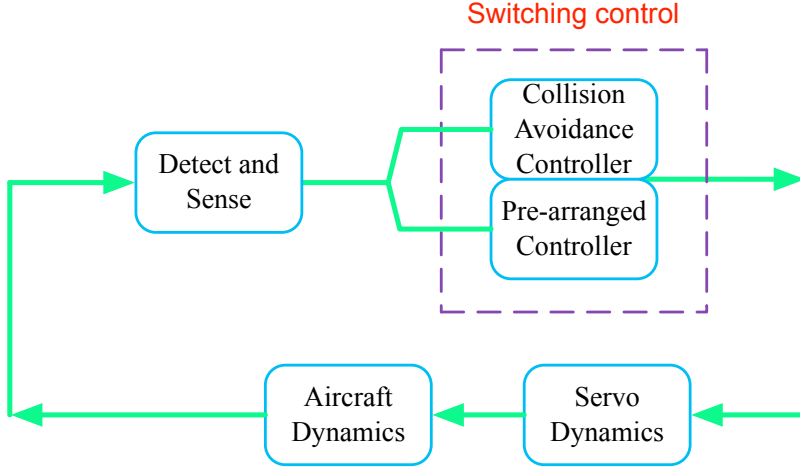 Switching control
Collision
Avoidance
Controller
Detect and
Sense
Pre-arranged
Controller
Aircraft
Dynamics
Servo
Dynamics